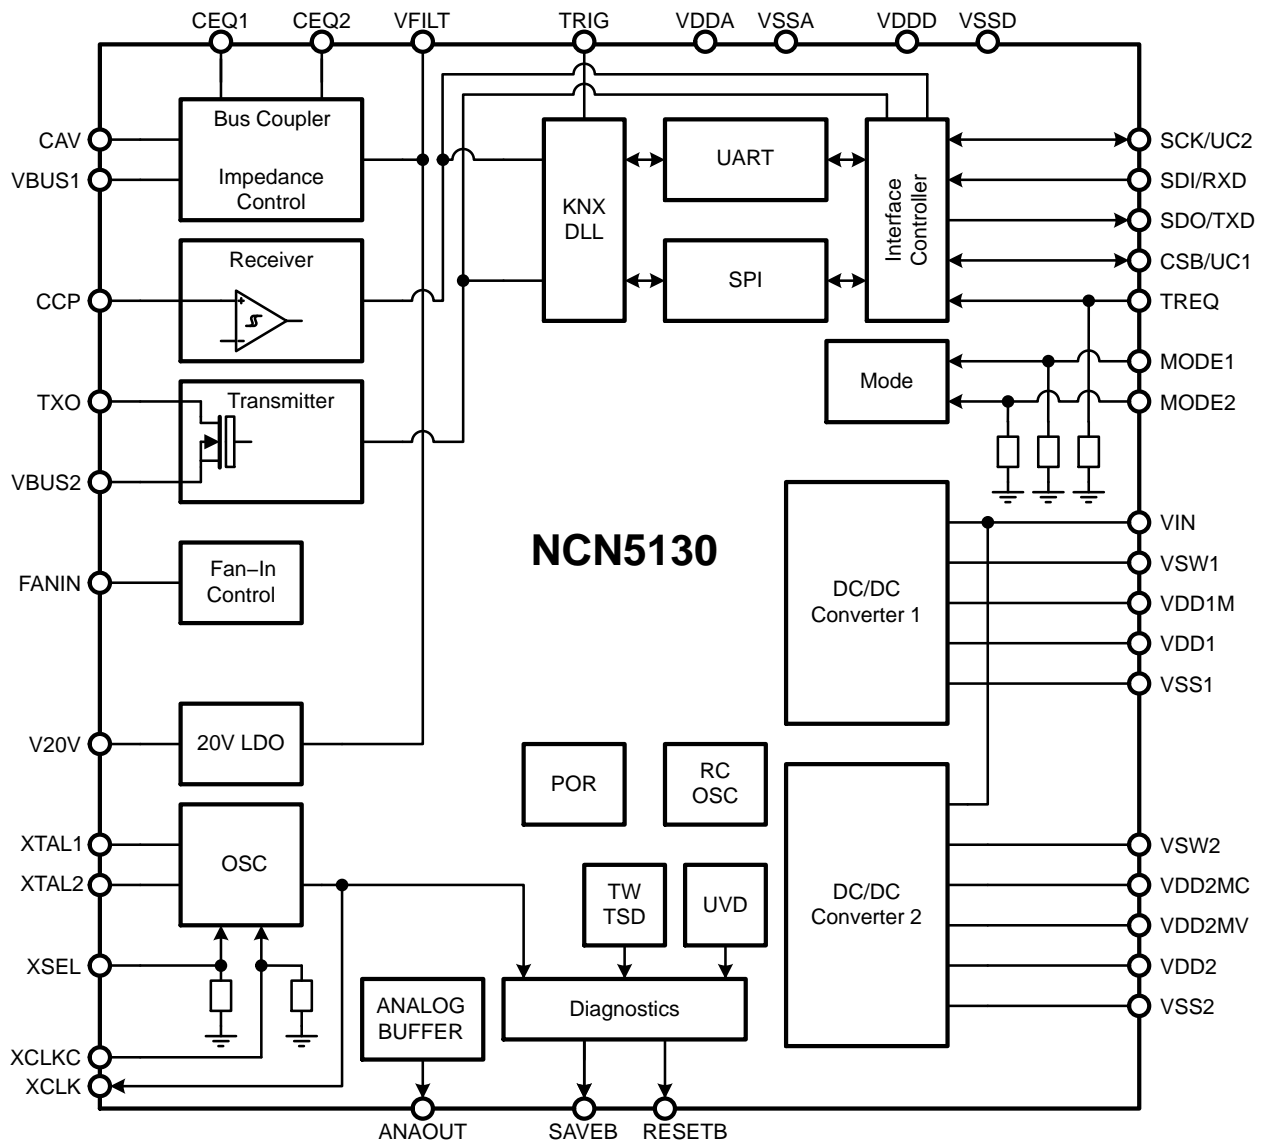 CEQ1
CEQ2
VFILT
TRIG
VDDA
VSSA
VDDD
VSSD
CAV
VBUS1
CCP
TXO
VBUS2
FANIN
V20V
XTAL1
XTAL2
XSEL
XCLKC
XCLK
Bus Coupler
Impedance
Control
Receiver
+
Transmitter
Fan–In
Control
20V LDO
OSC
KNX
DLL
UART
SPI
Interface
Controller
Mode
NCN5130
DC/DC
Converter 1
POR
RC
OSC
TW
TSD
UVD
DC/DC
Converter 2
ANALOG
BUFFER
Diagnostics
SCK/UC2
SDI/RXD
SDO/TXD
CSB/UC1
TREQ
MODE1
MODE2
VIN
VSW1
VDD1M
VDD1
VSS1
VSW2
VDD2MC
VDD2MV
VDD2
VSS2
ANAOUT
SAVEB
RESETB